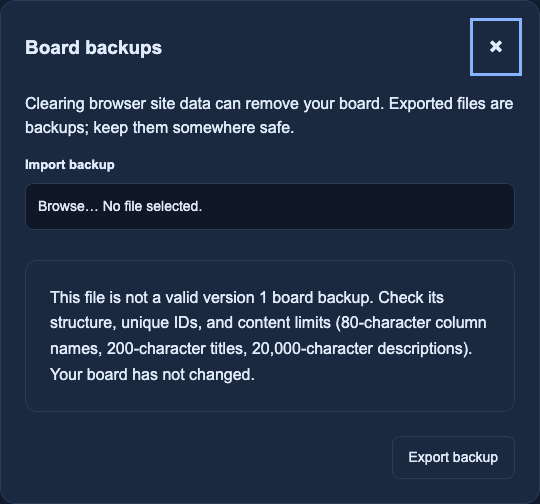 Board backups
✖
Clearing browser site data can remove your board. Exported files are
backups; keep them somewhere safe.
Import backup
Browse… No file selected.
This file is not a valid version 1 board backup. Check its
structure, unique IDs, and content limits (80-character column
names, 200-character titles, 20,000-character descriptions).
Your board has not changed.
Export backup